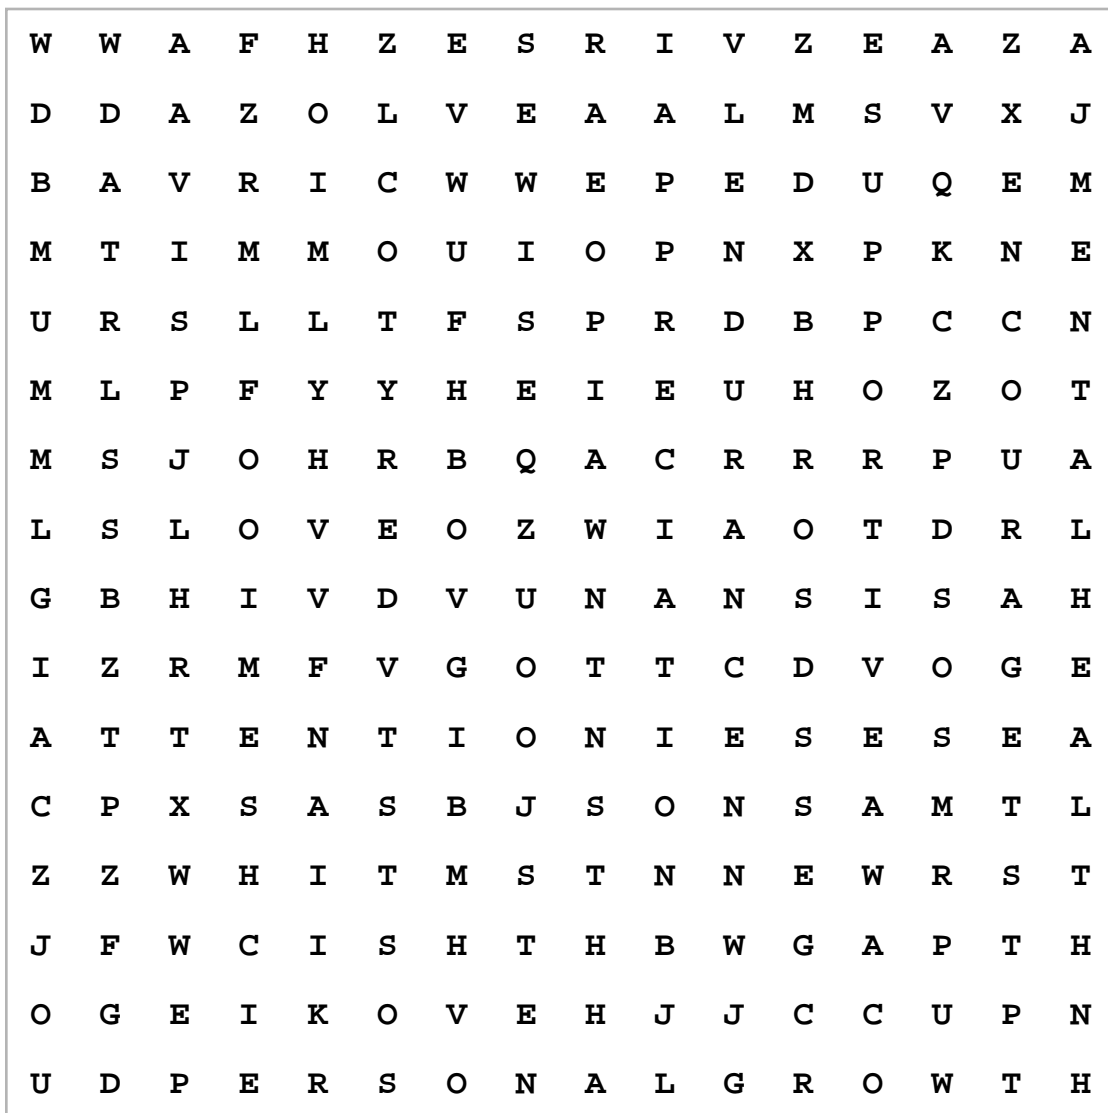 W W A F H Z E S R I V Z E A Z A
D D A Z O L V E A A L M S V X J
B A V R I C W W E P E D U Q E M
M T I M M O U I O P N X P K N E
U R S L L T F S P R D B P C C N
M L P F Y Y H E I E U H O Z O T
M S J O H R B Q A C R R R P U A
L S L O V E O Z W I A O T D R L
G B H I V D V U N A N S I S A H
I Z R M F V G O T T C D V O G E
A T T E N T I O N I E S E S E A
C P X S A S B J S O N S A M T L
Z Z W H I T M S T N N E W R S T
J F W C I S H T H B W G A P T H
O G E I K O V E H J J C C U P N
U D P E R S O N A L G R O W T H